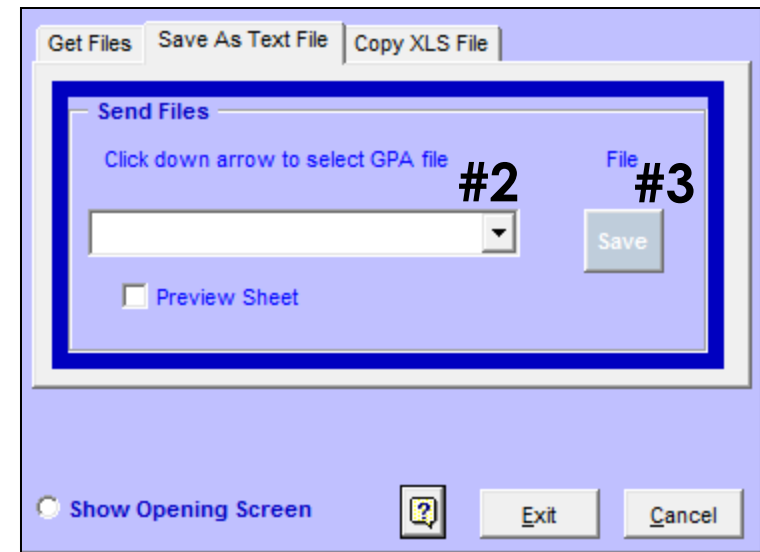 Get Files Save As Text File Copy XLS File
Send Files
Click down arrow to select GPA file File
#2 #3
Save
Preview Sheet
Show Opening Screen ? Exit Cancel